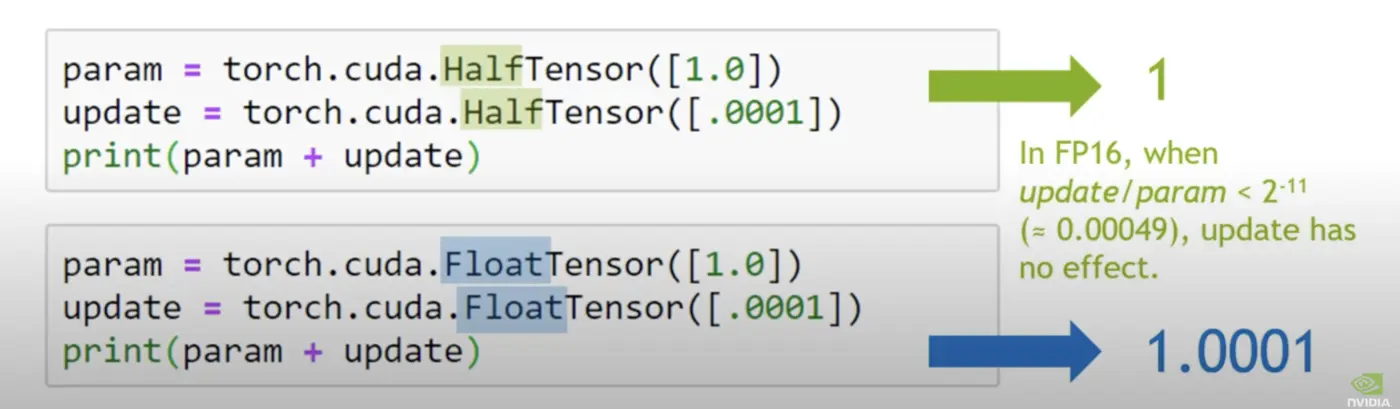 param = torch.cuda.HalfTensor([1.0])
update = torch.cuda.HalfTensor([.0001])
print(param + update)
1
In FP16, when
update/param < 2⁻¹¹
(≈ 0.00049), update has
no effect.
param = torch.cuda.FloatTensor([1.0])
update = torch.cuda.FloatTensor([.0001])
print(param + update)
1.0001
NVIDIA.